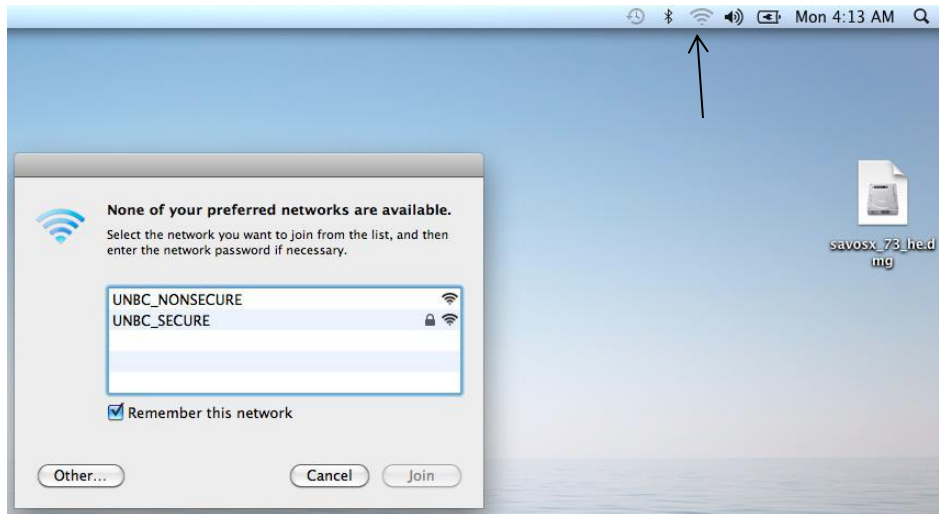 Mon 4:13 AM
None of your preferred networks are available.
Select the network you want to join from the list, and then
enter the network password if necessary.
UNBC_NONSECURE
UNBC_SECURE
Remember this network
Other...
Cancel
Join
savosx_73_he.d
mg